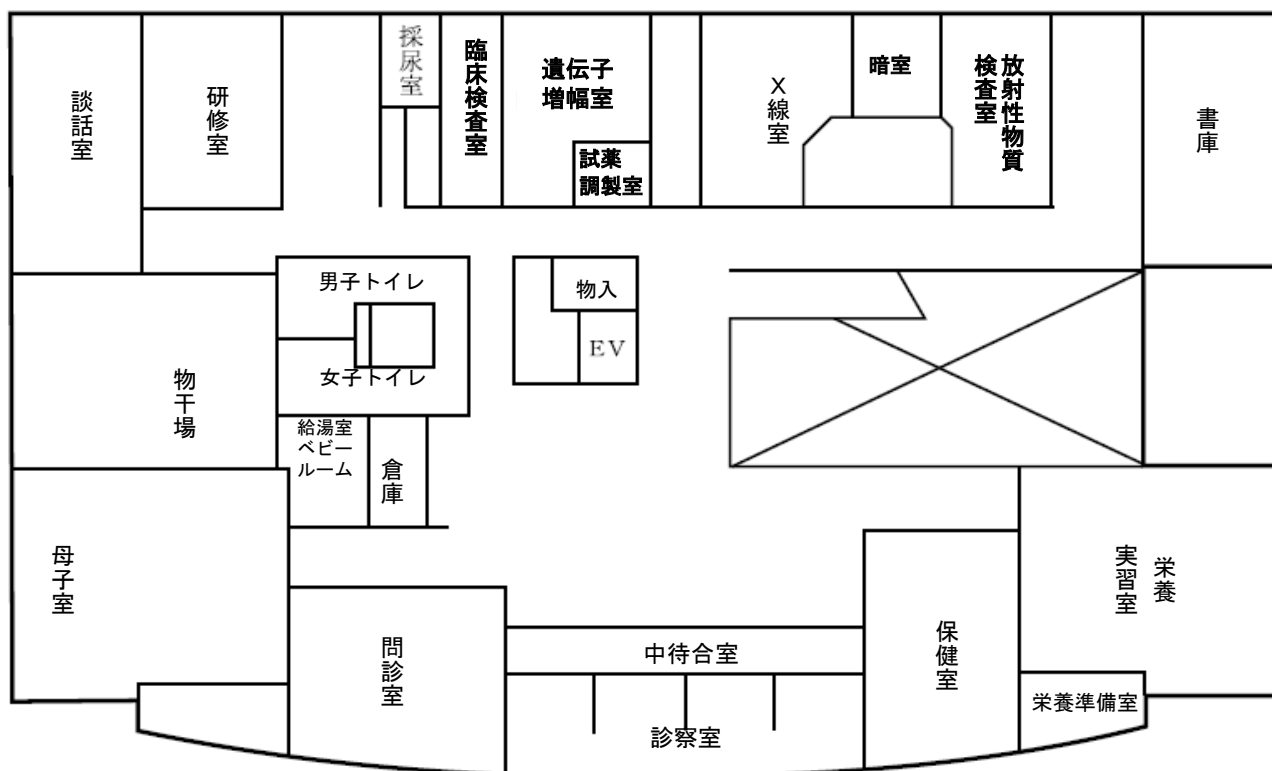 談話室
研修室
採尿室
臨床検査室
遺伝子
増幅室
試薬
調製室
X線室
暗室
放射性物質
検査室
書庫
男子トイレ
女子トイレ
物入
EV
物干場
給湯室
ベビー
ルーム
倉庫
母子室
問診室
中待合室
診察室
保健室
栄養
実習室
栄養準備室